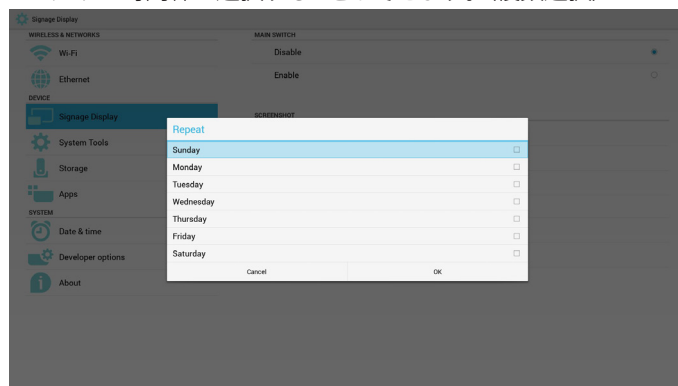 Signage Display
WIRELESS & NETWORKS
MAIN SWITCH
Wi-Fi
Disable
Ethernet
Enable
DEVICE
Signage Display
SCREENSHOT
Repeat
System Tools
Sunday
Storage
Monday
Tuesday
Apps
Wednesday
SYSTEM
Thursday
Date & time
Friday
Developer options
Saturday
Cancel
OK
About